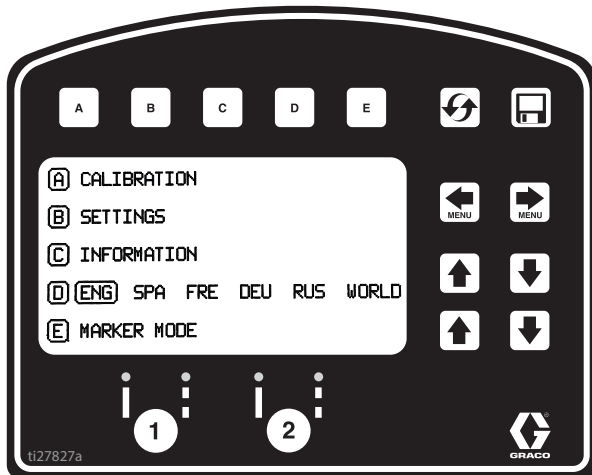 A B C D E
A CALIBRATION
B SETTINGS
C INFORMATION
D ENG SPA FRE DEU RUS WORLD
E MARKER MODE
MENU MENU
1 2
ti27827a
GRACO